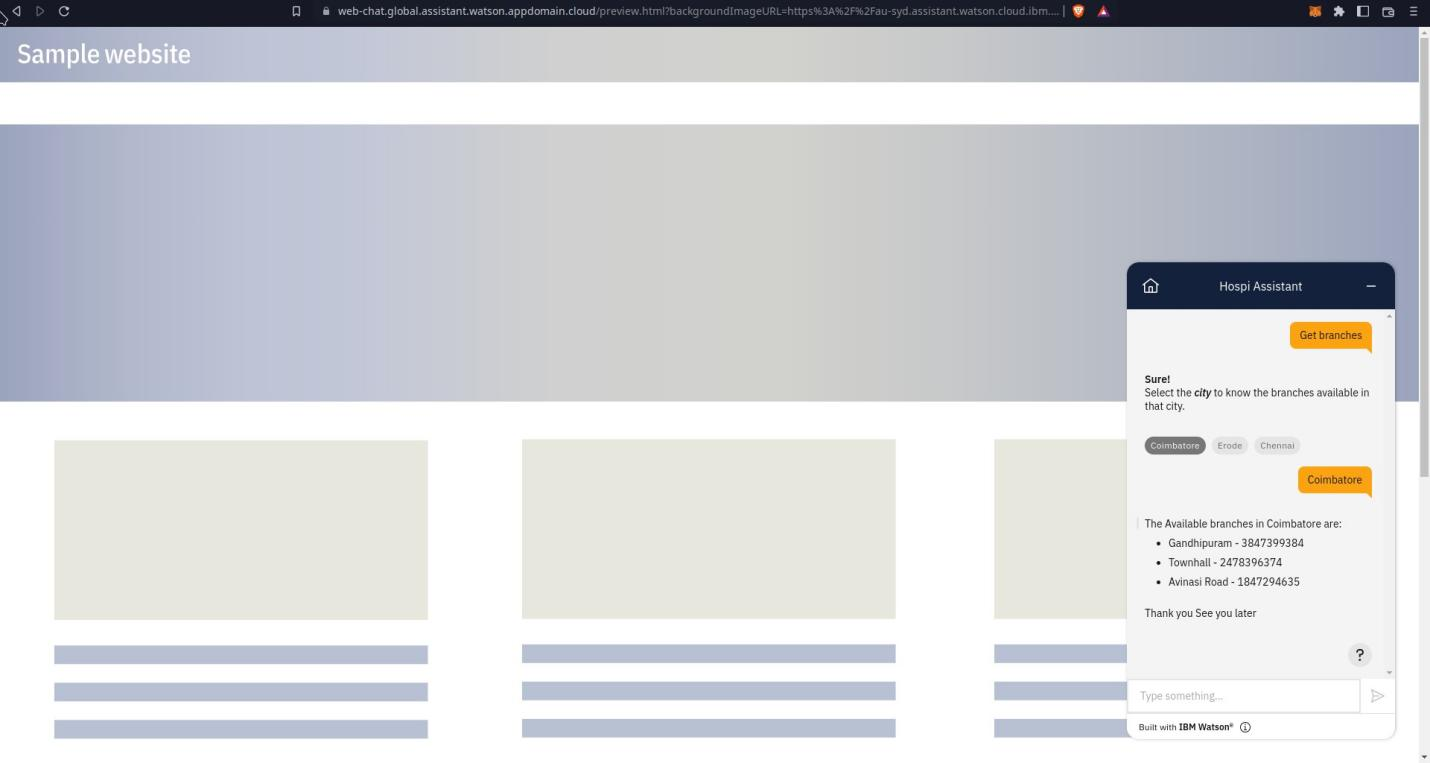 web-chat.global.assistant.watson.appdomain.cloud/preview.html?backgroundImageURL=https%3A%2F%2Fau-syd.assistant.watson.cloud.ibm....
Sample website
Hospi Assistant
Get branches
Sure!
Select the city to know the branches available in
that city.
Coimbatore Erode Chennai
Coimbatore
The Available branches in Coimbatore are:
• Gandhipuram - 3847399384
• Townhall - 2478396374
• Avinasi Road - 1847294635
Thank you See you later
?
Type something...
Built with IBM Watson®